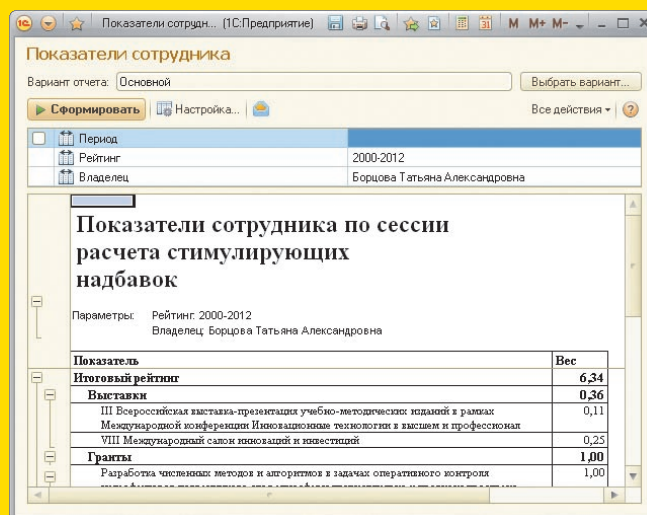 Показатели сотрудн... (1С:Предприятие) M M+ M-
Показатели сотрудника
Вариант отчета: Основной Выбрать вариант...
Сформировать Настройка... Все действия
Период
Рейтинг 2000-2012
Владелец Борцова Татьяна Александровна
Показатели сотрудника по сессии
расчета стимулирующих
надбавок
Параметры: Рейтинг: 2000-2012
Владелец: Борцова Татьяна Александровна
Показатель Вес
Итоговый рейтинг 6,34
Выставки 0,36
III Всероссийская выставка-презентация учебно-методических изданий в рамках 0,11
Международной конференции Инновационные технологии в высшем и профессионал
VIII Международный салон инноваций и инвестиций 0,25
Гранты 1,00
Разработка численных методов и алгоритмов в задачах оперативного контроля 1,00